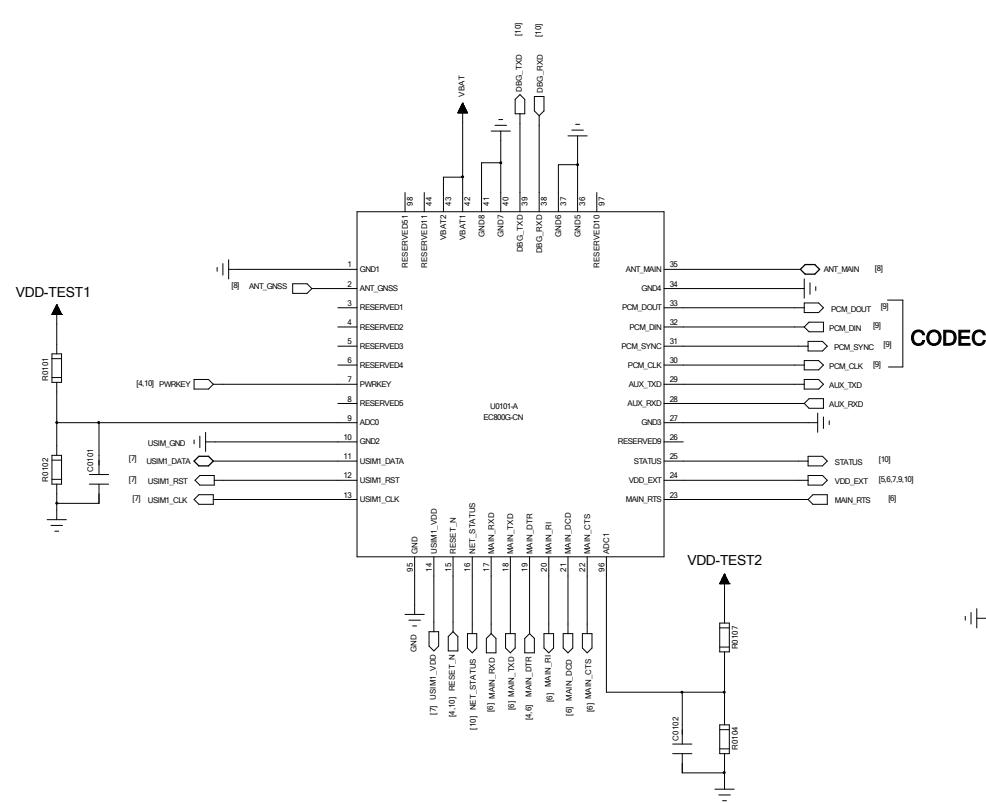 [10] [10]
DBG_TXD DBG_RXD
VBAT
98 44 43 42 41 40 39 38 37 36 97
RESERVED51 RESERVED11 VBAT2 VBAT1 GND8 GND7 DBG_TXD DBG_RXD GND6 GND5 RESERVED10
1 GND1
[8] ANT_GNSS 2 ANT_GNSS
3 RESERVED1
4 RESERVED2
5 RESERVED3
6 RESERVED4
[4,10] PWRKEY 7 PWRKEY
8 RESERVED5
9 ADC0
USIM_GND 10 GND2
[7] USIM1_DATA 11 USIM1_DATA
[7] USIM1_RST 12 USIM1_RST
[7] USIM1_CLK 13 USIM1_CLK
VDD-TEST1
R0101
R0102
C0101
U0101-A
EC800G-CN
ANT_MAIN 35 ANT_MAIN [8]
GND4 34
PCM_DOUT 33 PCM_DOUT [9]
PCM_DIN 32 PCM_DIN [9]
PCM_SYNC 31 PCM_SYNC [9]
PCM_CLK 30 PCM_CLK [9]
CODEC
AUX_TXD 29 AUX_TXD
AUX_RXD 28 AUX_RXD
GND3 27
RESERVED9 26
STATUS 25 STATUS [10]
VDD_EXT 24 VDD_EXT [5,6,7,9,10]
MAIN_RTS 23 MAIN_RTS [6]
GND USIM1_VDD RESET_N NET_STATUS MAIN_RXD MAIN_TXD MAIN_DTR MAIN_RI MAIN_DCD MAIN_CTS ADC1
95 14 15 16 17 18 19 20 21 22 96
GND
[7] USIM1_VDD
[4,10] RESET_N
[10] NET_STATUS
[6] MAIN_RXD
[6] MAIN_TXD
[4,6] MAIN_DTR
[6] MAIN_RI
[6] MAIN_DCD
[6] MAIN_CTS
VDD-TEST2
R0107
C0102
R0104